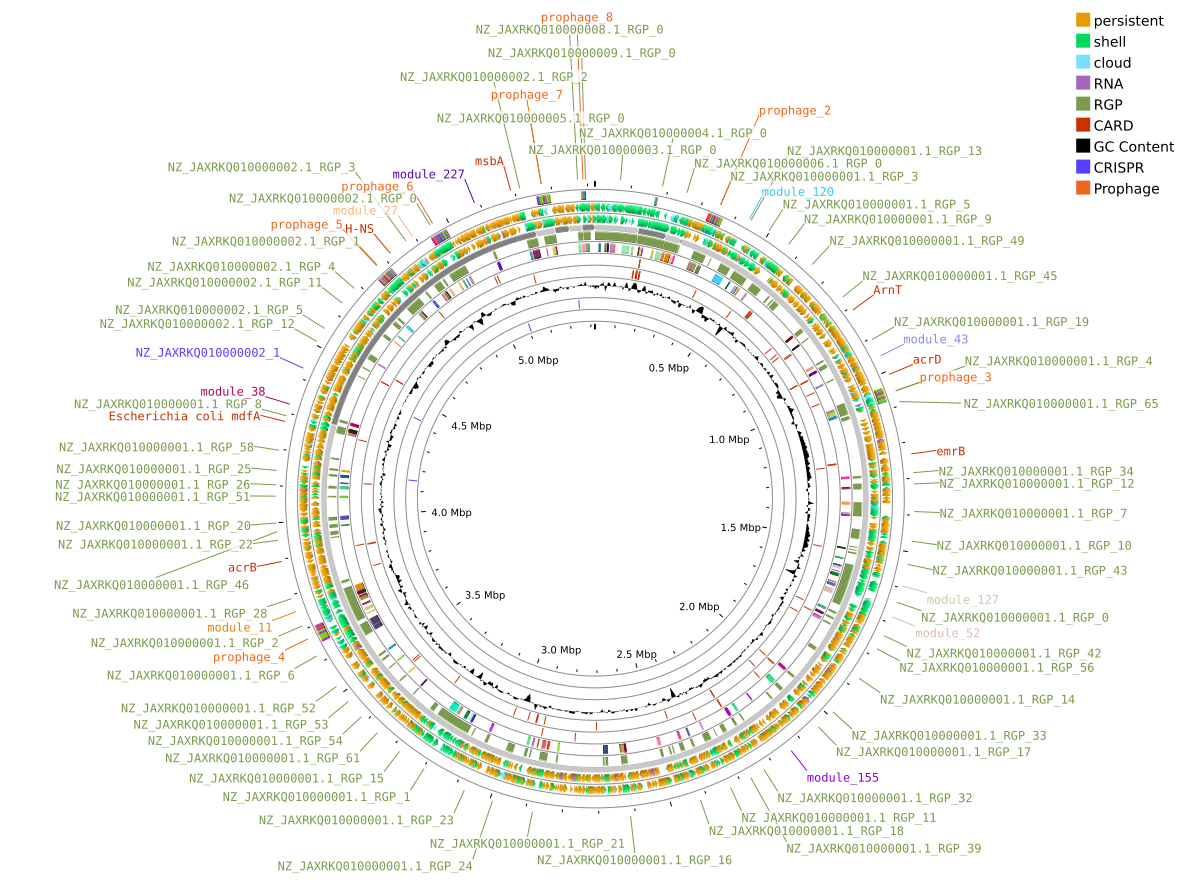 prophage_8
NZ_JAXRKQ010000008.1_RGP_0
NZ_JAXRKQ010000009.1_RGP_0
NZ_JAXRKQ010000002.1_RGP_2
prophage_7
NZ_JAXRKQ010000005.1_RGP_0
NZ_JAXRKQ010000004.1_RGP_0
NZ_JAXRKQ010000003.1_RGP_0
prophage_2
NZ_JAXRKQ010000001.1_RGP_13
NZ_JAXRKQ010000006.1_RGP_0
NZ_JAXRKQ010000001.1_RGP_3
module_120
NZ_JAXRKQ010000001.1_RGP_5
NZ_JAXRKQ010000001.1_RGP_9
NZ_JAXRKQ010000001.1_RGP_49
NZ_JAXRKQ010000001.1_RGP_45
ArnT
NZ_JAXRKQ010000001.1_RGP_19
module_43
acrD
NZ_JAXRKQ010000001.1_RGP_4
prophage_3
NZ_JAXRKQ010000001.1_RGP_65
emrB
NZ_JAXRKQ010000001.1_RGP_34
NZ_JAXRKQ010000001.1_RGP_12
NZ_JAXRKQ010000001.1_RGP_7
NZ_JAXRKQ010000001.1_RGP_10
NZ_JAXRKQ010000001.1_RGP_43
module_127
NZ_JAXRKQ010000001.1_RGP_0
module_52
NZ_JAXRKQ010000001.1_RGP_42
NZ_JAXRKQ010000001.1_RGP_56
NZ_JAXRKQ010000001.1_RGP_14
NZ_JAXRKQ010000001.1_RGP_33
NZ_JAXRKQ010000001.1_RGP_17
module_155
NZ_JAXRKQ010000001.1_RGP_32
NZ_JAXRKQ010000001.1_RGP_11
NZ_JAXRKQ010000001.1_RGP_18
NZ_JAXRKQ010000001.1_RGP_39
NZ_JAXRKQ010000001.1_RGP_16
NZ_JAXRKQ010000001.1_RGP_21
NZ_JAXRKQ010000001.1_RGP_24
NZ_JAXRKQ010000001.1_RGP_23
NZ_JAXRKQ010000001.1_RGP_1
NZ_JAXRKQ010000001.1_RGP_15
NZ_JAXRKQ010000001.1_RGP_61
NZ_JAXRKQ010000001.1_RGP_54
NZ_JAXRKQ010000001.1_RGP_53
NZ_JAXRKQ010000001.1_RGP_52
NZ_JAXRKQ010000001.1_RGP_6
prophage_4
NZ_JAXRKQ010000001.1_RGP_2
module_11
NZ_JAXRKQ010000001.1_RGP_28
NZ_JAXRKQ010000001.1_RGP_46
acrB
NZ_JAXRKQ010000001.1_RGP_22
NZ_JAXRKQ010000001.1_RGP_20
NZ_JAXRKQ010000001.1_RGP_51
NZ_JAXRKQ010000001.1_RGP_26
NZ_JAXRKQ010000001.1_RGP_25
NZ_JAXRKQ010000001.1_RGP_58
Escherichia coli mdfA
NZ_JAXRKQ010000001.1_RGP_8
module_38
NZ_JAXRKQ010000002_1
NZ_JAXRKQ010000002.1_RGP_12
NZ_JAXRKQ010000002.1_RGP_5
NZ_JAXRKQ010000002.1_RGP_11
NZ_JAXRKQ010000002.1_RGP_4
NZ_JAXRKQ010000002.1_RGP_1
prophage_5
H-NS
module_27
NZ_JAXRKQ010000002.1_RGP_0
prophage_6
NZ_JAXRKQ010000002.1_RGP_3
module_227
msbA
0.5 Mbp
1.0 Mbp
1.5 Mbp
2.0 Mbp
2.5 Mbp
3.0 Mbp
3.5 Mbp
4.0 Mbp
4.5 Mbp
5.0 Mbp
persistent
shell
cloud
RNA
RGP
CARD
GC Content
CRISPR
Prophage